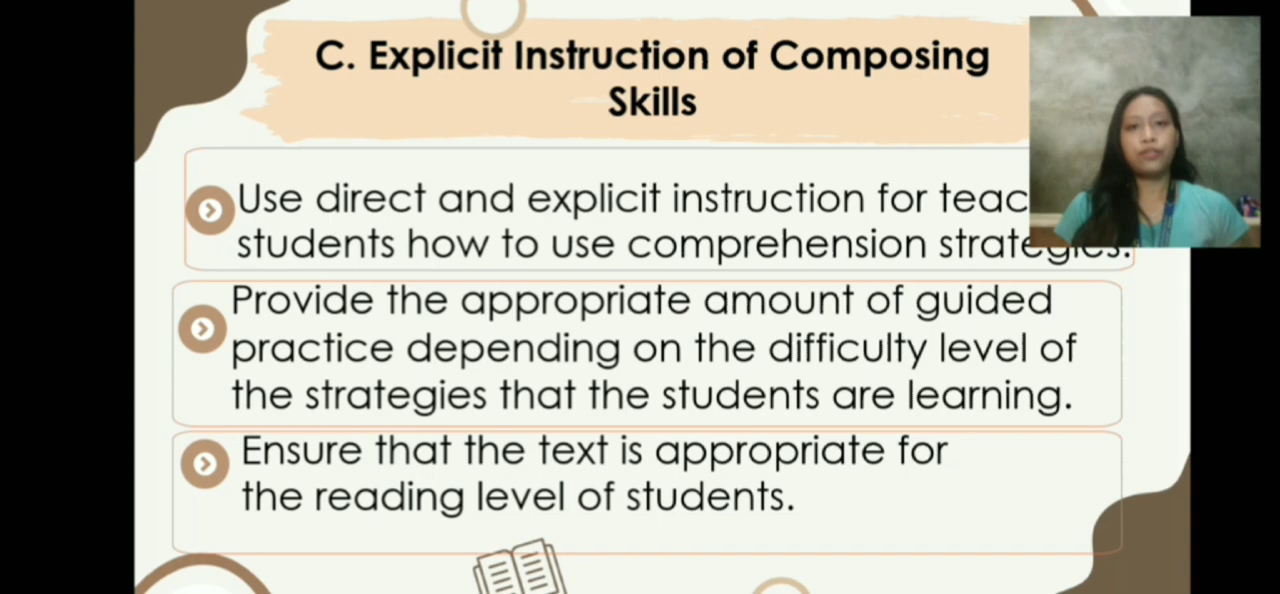 C. Explicit Instruction of Composing
Skills
Use direct and explicit instruction for teac
students how to use comprehension strategies.
Provide the appropriate amount of guided
practice depending on the difficulty level of
the strategies that the students are learning.
Ensure that the text is appropriate for
the reading level of students.